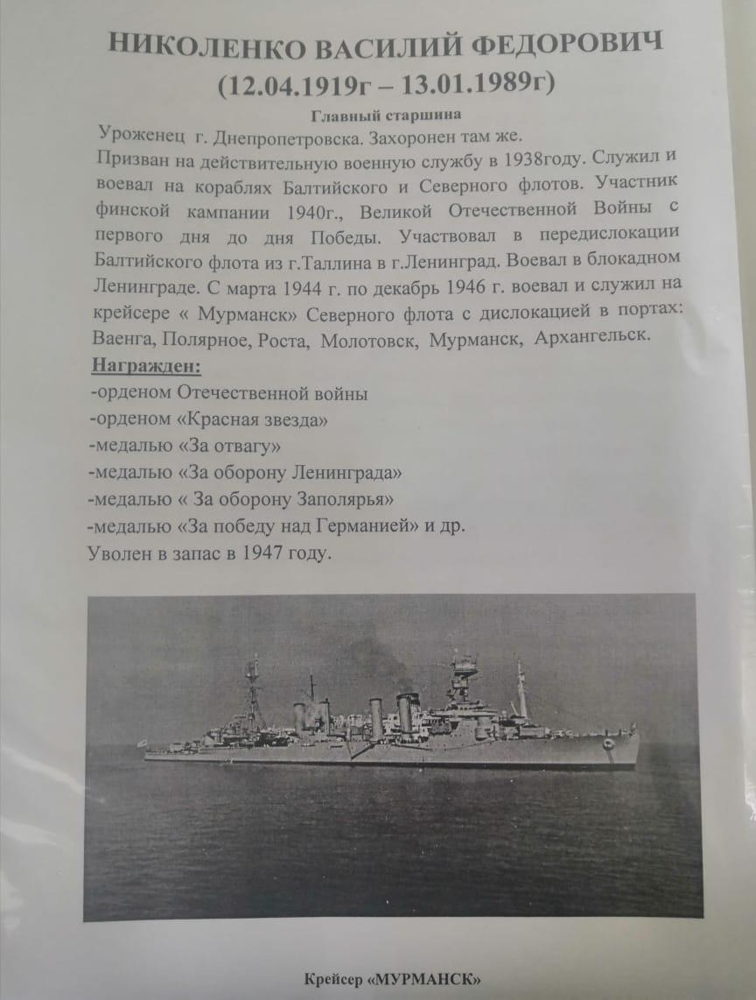 НИКОЛЕНКО ВАСИЛИЙ ФЕДОРОВИЧ
(12.04.1919г – 13.01.1989г)
Главный старшина
Уроженец г. Днепропетровска. Захоронен там же.
Призван на действительную военную службу в 1938году. Служил и
воевал на кораблях Балтийского и Северного флотов. Участник
финской кампании 1940г., Великой Отечественной Войны с
первого дня до дня Победы. Участвовал в передислокации
Балтийского флота из г.Таллина в г.Ленинград. Воевал в блокадном
Ленинграде. С марта 1944 г. по декабрь 1946 г. воевал и служил на
крейсере « Мурманск» Северного флота с дислокацией в портах:
Ваенга, Полярное, Роста, Молотовск, Мурманск, Архангельск.
Награжден:
-орденом Отечественной войны
-орденом «Красная звезда»
-медалью «За отвагу»
-медалью «За оборону Ленинграда»
-медалью « За оборону Заполярья»
-медалью «За победу над Германией» и др.
Уволен в запас в 1947 году.
Крейсер «МУРМАНСК»